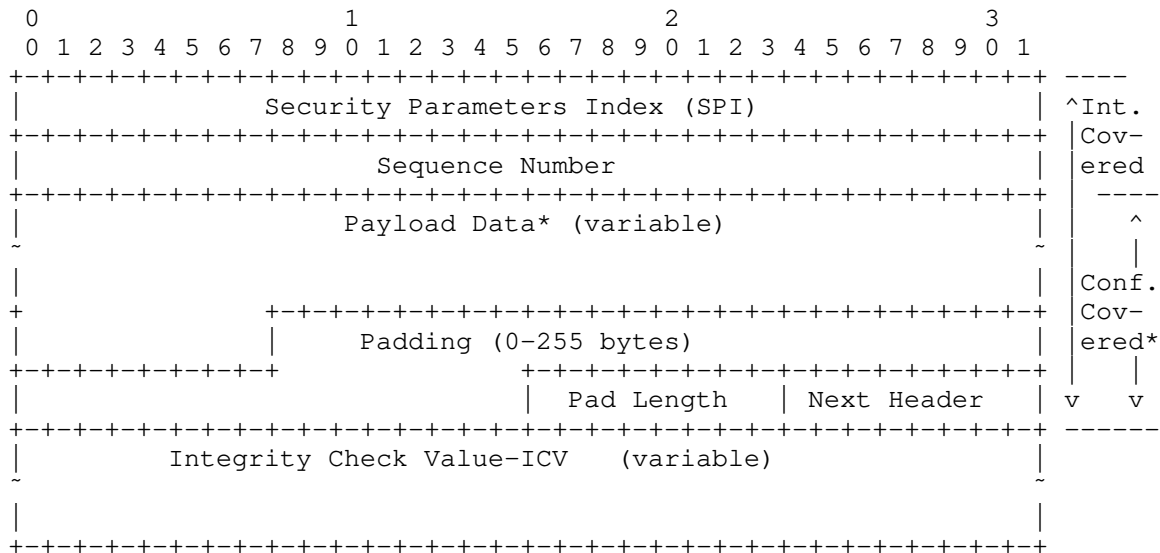 0                   1                   2                   3
 0 1 2 3 4 5 6 7 8 9 0 1 2 3 4 5 6 7 8 9 0 1 2 3 4 5 6 7 8 9 0 1
+-+-+-+-+-+-+-+-+-+-+-+-+-+-+-+-+-+-+-+-+-+-+-+-+-+-+-+-+-+-+-+-+ ----
|               Security Parameters Index (SPI)                 | ^Int.
+-+-+-+-+-+-+-+-+-+-+-+-+-+-+-+-+-+-+-+-+-+-+-+-+-+-+-+-+-+-+-+-+ |Cov-
|                      Sequence Number                          | |ered
+-+-+-+-+-+-+-+-+-+-+-+-+-+-+-+-+-+-+-+-+-+-+-+-+-+-+-+-+-+-+-+-+ | ----
|                    Payload Data* (variable)                   | |   ^
~                                                               ~ |   |
|                                                               | |Conf.
+               +-+-+-+-+-+-+-+-+-+-+-+-+-+-+-+-+-+-+-+-+-+-+-+-+ |Cov-
|               |     Padding (0-255 bytes)                     | |ered*
+-+-+-+-+-+-+-+-+               +-+-+-+-+-+-+-+-+-+-+-+-+-+-+-+-+ |   |
|                               |  Pad Length   | Next Header   | v   v
+-+-+-+-+-+-+-+-+-+-+-+-+-+-+-+-+-+-+-+-+-+-+-+-+-+-+-+-+-+-+-+-+ ------
|         Integrity Check Value-ICV   (variable)                |
~                                                               ~
|                                                               |
+-+-+-+-+-+-+-+-+-+-+-+-+-+-+-+-+-+-+-+-+-+-+-+-+-+-+-+-+-+-+-+-+